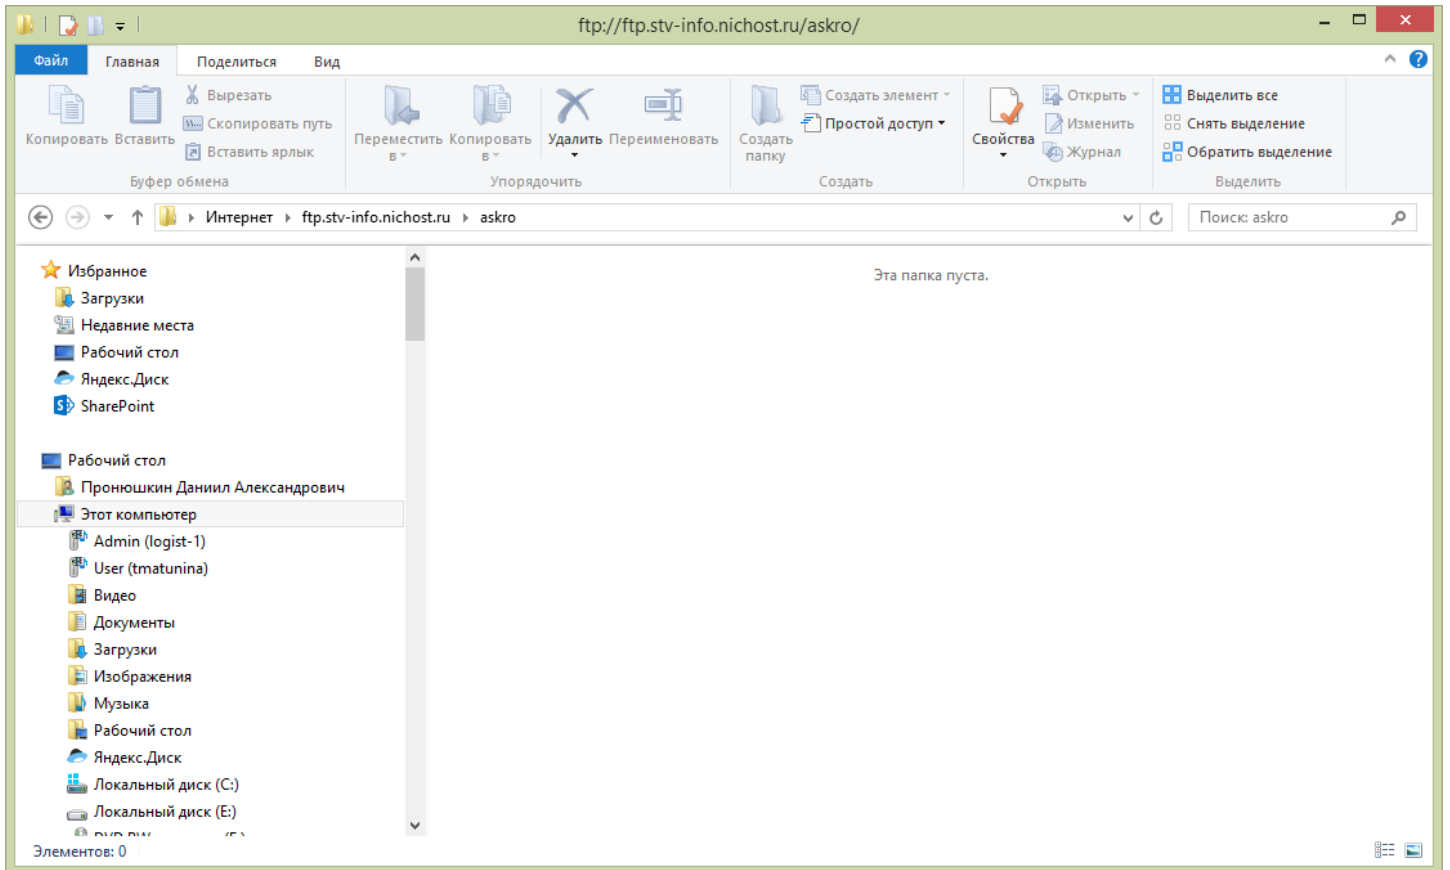 ftp://ftp.stv-info.nichost.ru/askro/
Файл Главная Поделиться Вид
Копировать Вставить Вырезать Скопировать путь Вставить ярлык
Буфер обмена
Переместить в Копировать в Удалить Переименовать
Упорядочить
Создать папку Создать элемент Простой доступ
Создать
Свойства Открыть Изменить Журнал
Открыть
Выделить все
Снять выделение
Обратить выделение
Выделить
Интернет ftp.stv-info.nichost.ru askro
Поиск: askro
Избранное
Загрузки
Недавние места
Рабочий стол
Яндекс.Диск
SharePoint
Рабочий стол
Пронюшкин Даниил Александрович
Этот компьютер
Admin (logist-1)
User (tmatunina)
Видео
Документы
Загрузки
Изображения
Музыка
Рабочий стол
Яндекс.Диск
Локальный диск (C:)
Локальный диск (E:)
Эта папка пуста.
Элементов: 0